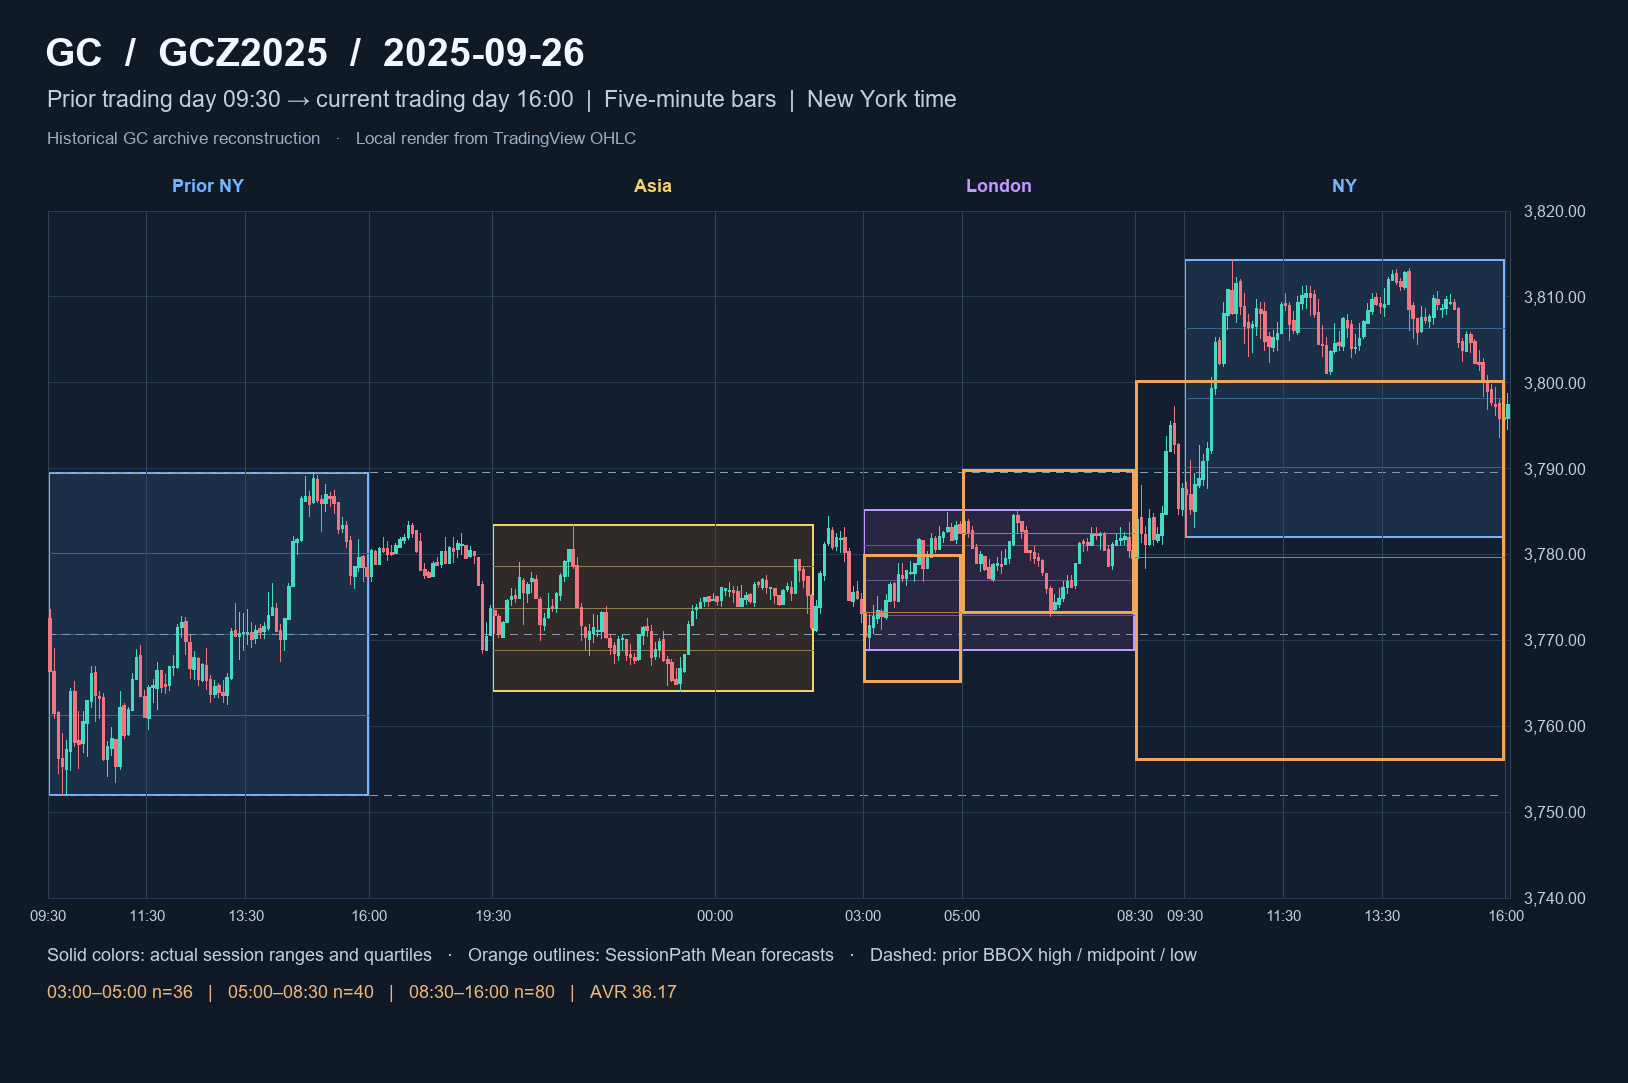 GC / GCZ2025 / 2025-09-26
Prior trading day 09:30 → current trading day 16:00 | Five-minute bars | New York time
Historical GC archive reconstruction · Local render from TradingView OHLC
Prior NY Asia London NY
3,820.00
3,810.00
3,800.00
3,790.00
3,780.00
3,770.00
3,760.00
3,750.00
3,740.00
09:30 11:30 13:30 16:00 19:30 00:00 03:00 05:00 08:30 09:30 11:30 13:30 16:00
Solid colors: actual session ranges and quartiles · Orange outlines: SessionPath Mean forecasts · Dashed: prior BBOX high / midpoint / low
03:00–05:00 n=36 | 05:00–08:30 n=40 | 08:30–16:00 n=80 | AVR 36.17